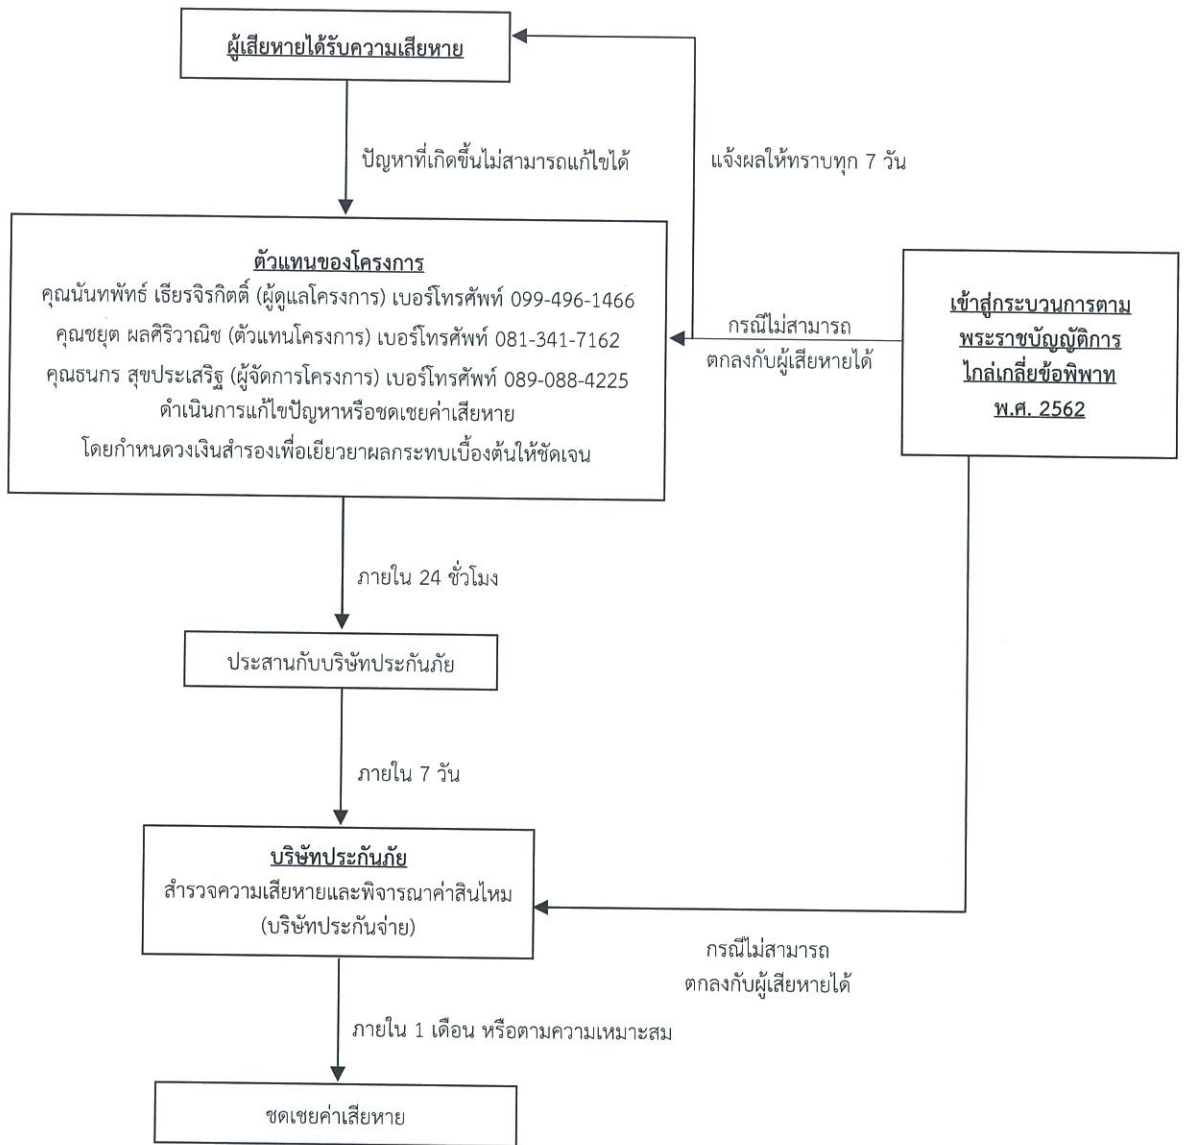 ผู้เสียหายได้รับความเสียหาย
ปัญหาที่เกิดขึ้นไม่สามารถแก้ไขได้
แจ้งผลให้ทราบทุก 7 วัน
ตัวแทนของโครงการ
คุณนันทพัทธ์ เธียรจิรกิตติ์ (ผู้ดูแลโครงการ) เบอร์โทรศัพท์ 099-496-1466
คุณชยุต ผลศิริวาณิช (ตัวแทนโครงการ) เบอร์โทรศัพท์ 081-341-7162
คุณธนกร สุขประเสริฐ (ผู้จัดการโครงการ) เบอร์โทรศัพท์ 089-088-4225
ดำเนินการแก้ไขปัญหาหรือชดเชยค่าเสียหาย
โดยกำหนดวงเงินสำรองเพื่อเยียวยาผลกระทบเบื้องต้นให้ชัดเจน
กรณีไม่สามารถ
ตกลงกับผู้เสียหายได้
เข้าสู่กระบวนการตาม
พระราชบัญญัติการ
ไกล่เกลี่ยข้อพิพาท
พ.ศ. 2562
ภายใน 24 ชั่วโมง
ประสานกับบริษัทประกันภัย
ภายใน 7 วัน
บริษัทประกันภัย
สำรวจความเสียหายและพิจารณาค่าสินไหม
(บริษัทประกันจ่าย)
กรณีไม่สามารถ
ตกลงกับผู้เสียหายได้
ภายใน 1 เดือน หรือตามความเหมาะสม
ชดเชยค่าเสียหาย